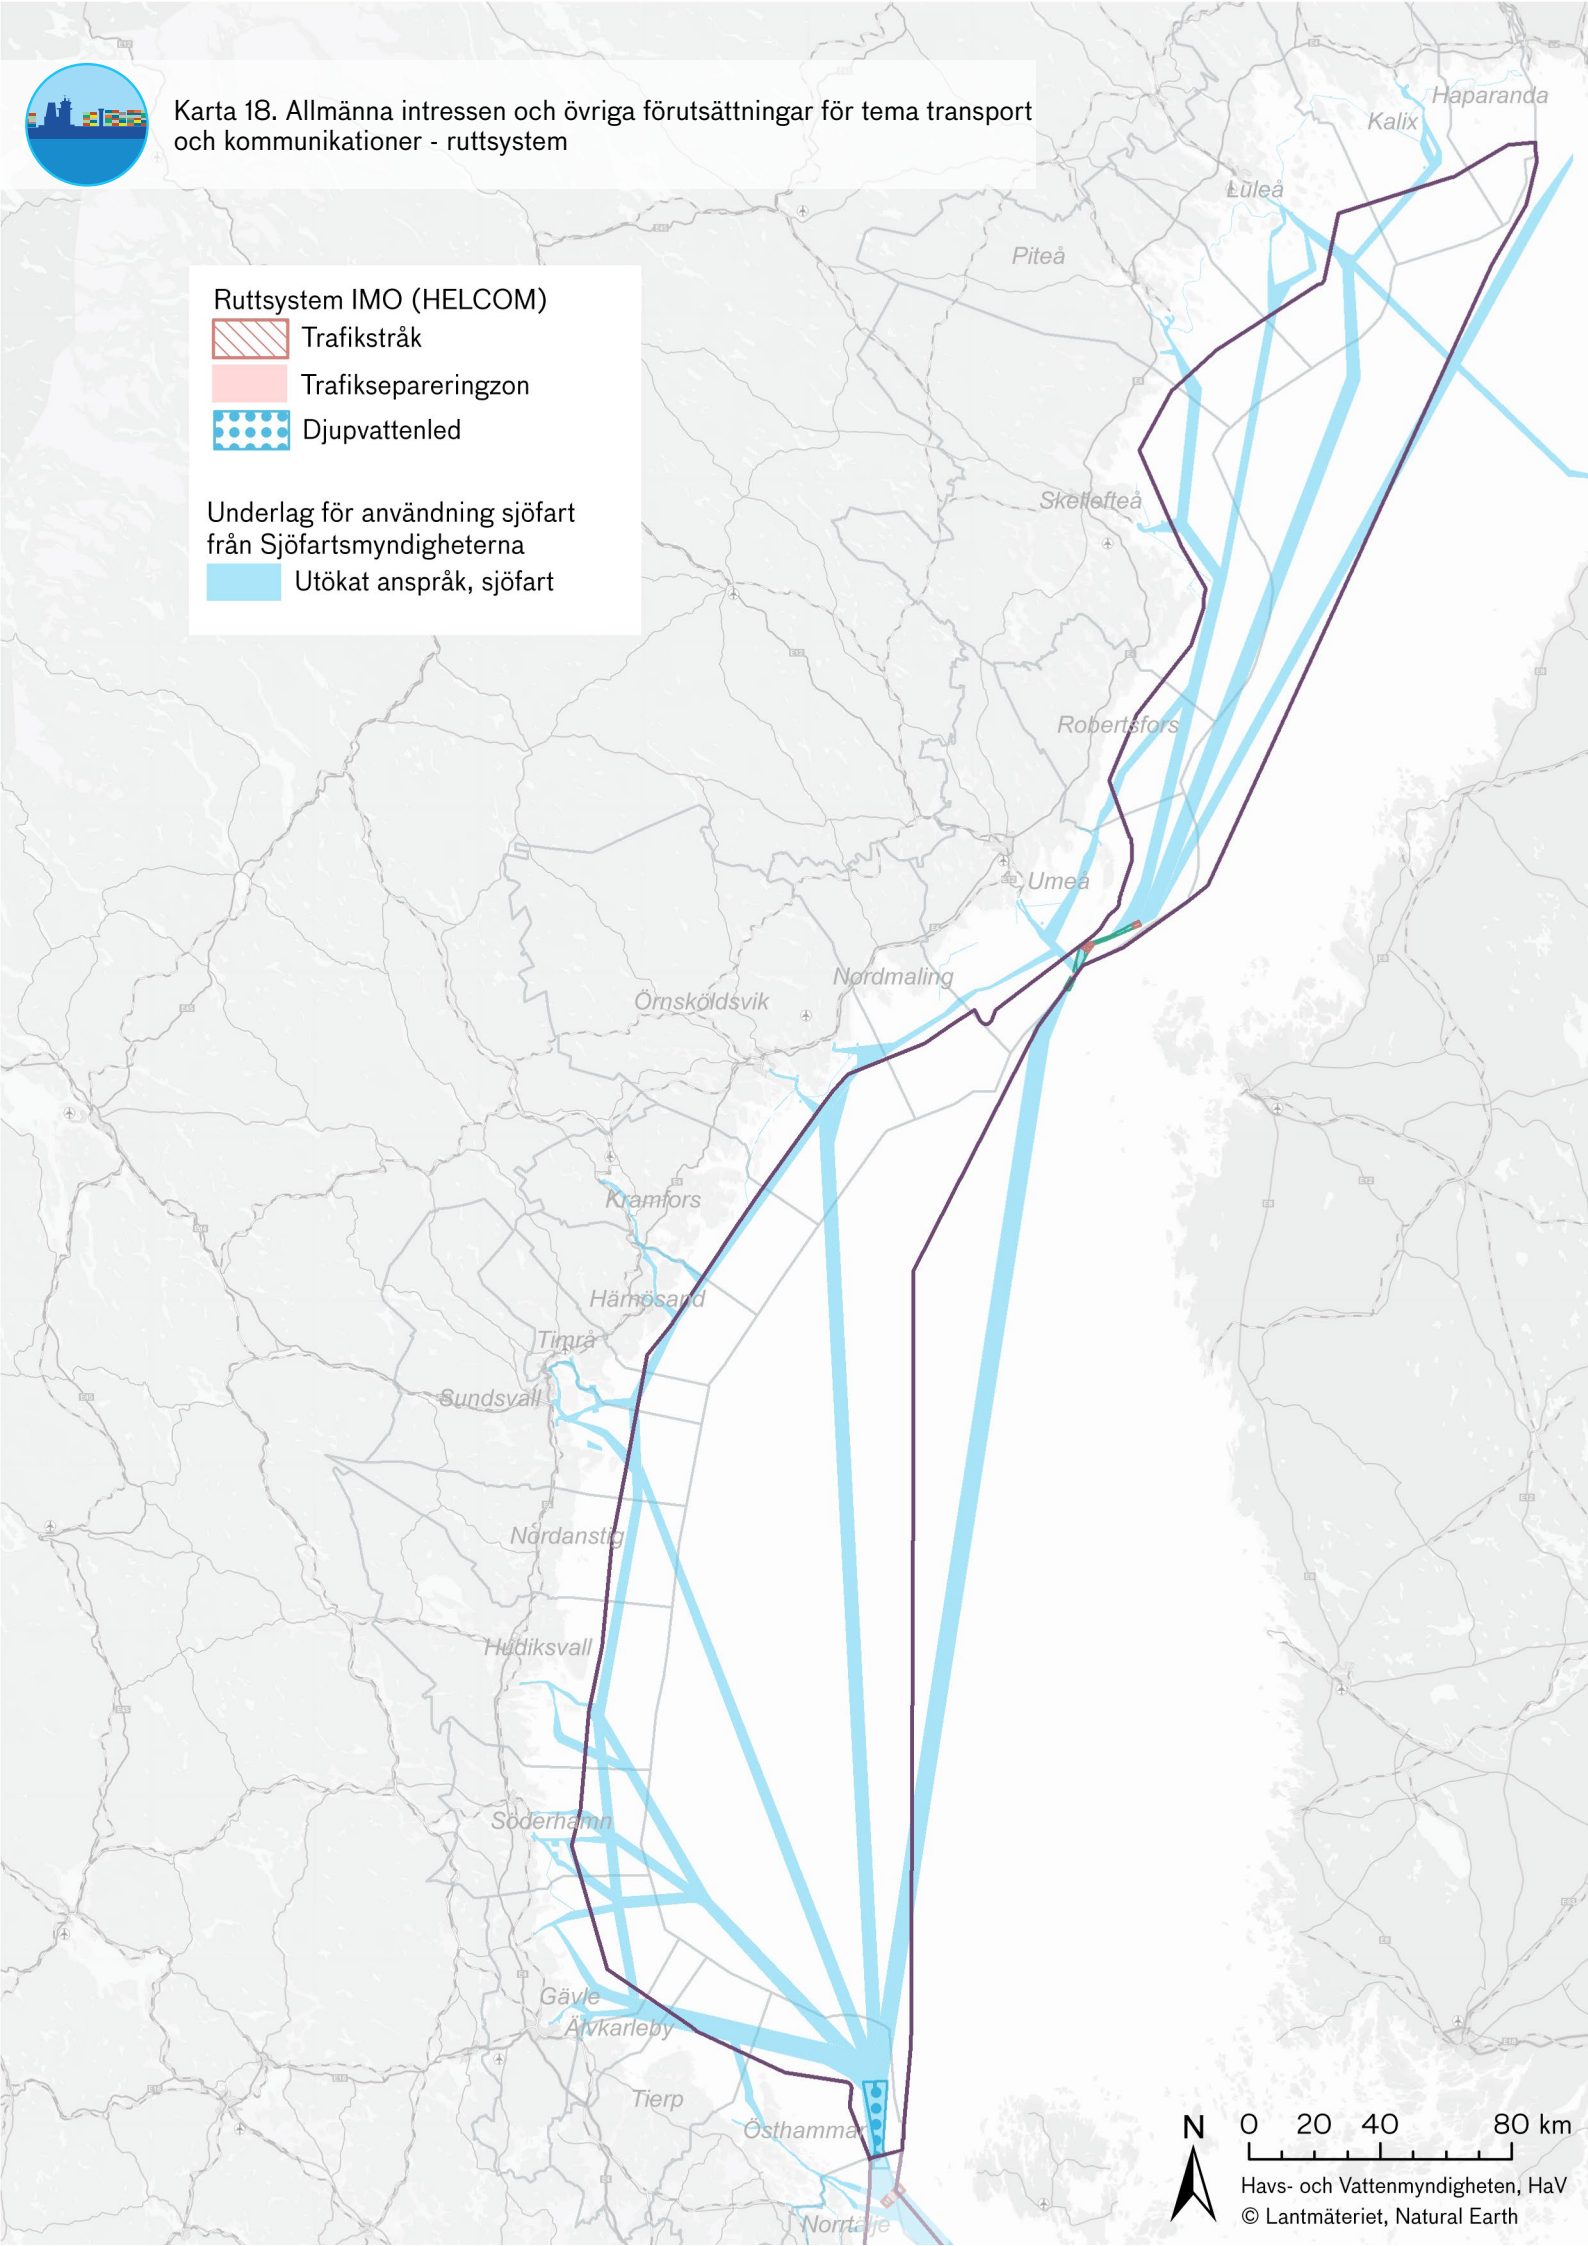 Karta 18. Allmänna intressen och övriga förutsättningar för tema transport
och kommunikationer - ruttsystem
Ruttsystem IMO (HELCOM)
Trafikstråk
Trafiksepareringzon
Djupvattenled
Underlag för användning sjöfart
från Sjöfartsmyndigheterna
Utökat anspråk, sjöfart
Haparanda
Kalix
Luleå
Piteå
Skellefteå
Robertsfors
Umeå
Nordmaling
Örnsköldsvik
Kramfors
Härnösand
Timrå
Sundsvall
Nordanstig
Hudiksvall
Söderhamn
Gävle
Älvkarleby
Tierp
Östhammar
Norrtälje
N
0 20 40 80 km
Havs- och Vattenmyndigheten, HaV
© Lantmäteriet, Natural Earth